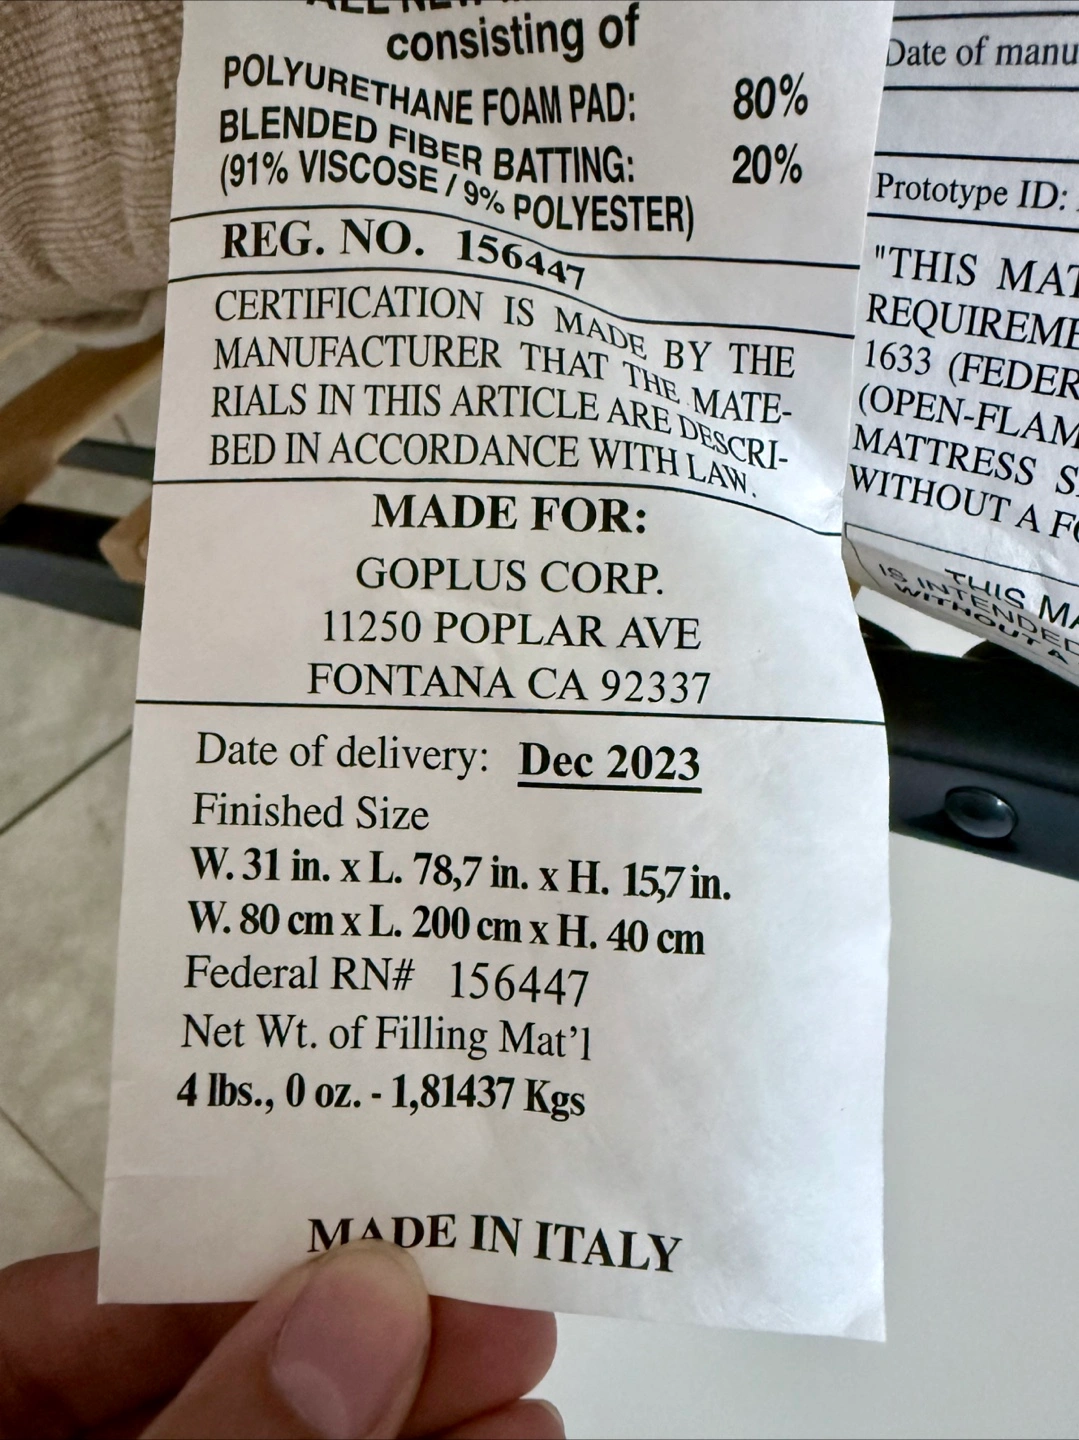 consisting of
POLYURETHANE FOAM PAD: 80%
BLENDED FIBER BATTING: 20%
(91% VISCOSE / 9% POLYESTER)
REG. NO. 156447
CERTIFICATION IS MADE BY THE
MANUFACTURER THAT THE MATE-
RIALS IN THIS ARTICLE ARE DESCRI-
BED IN ACCORDANCE WITH LAW.
MADE FOR:
GOPLUS CORP.
11250 POPLAR AVE
FONTANA CA 92337
Date of delivery: Dec 2023
Finished Size
W. 31 in. x L. 78,7 in. x H. 15,7 in.
W. 80 cm x L. 200 cm x H. 40 cm
Federal RN# 156447
Net Wt. of Filling Mat'l
4 lbs., 0 oz. - 1,81437 Kgs
MADE IN ITALY
Date of manu
Prototype ID:
"THIS MAT
REQUIREME
1633 (FEDER
(OPEN-FLAM
MATTRESS S
WITHOUT A FO
THIS MA
IS INTENDED
WITHOUT A